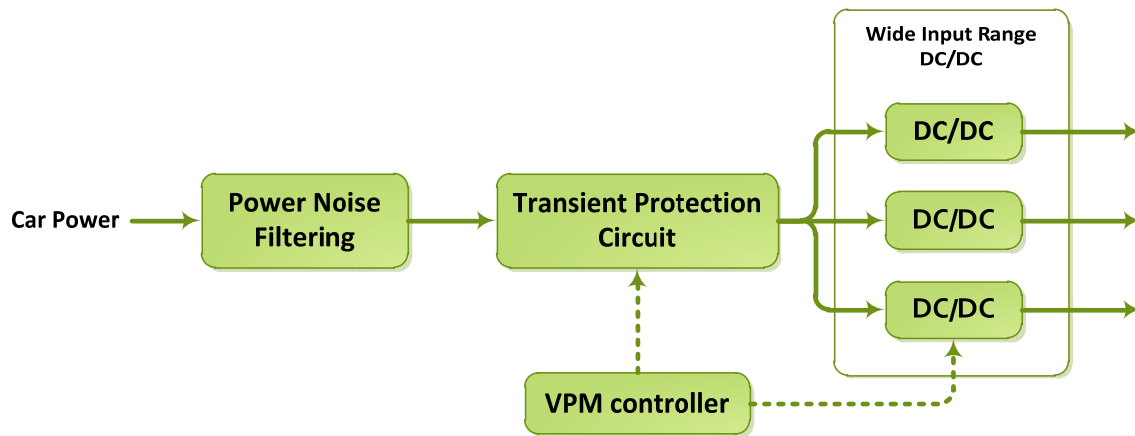 Wide Input Range
DC/DC
DC/DC
Car Power
Power Noise
Filtering
Transient Protection
Circuit
DC/DC
DC/DC
VPM controller